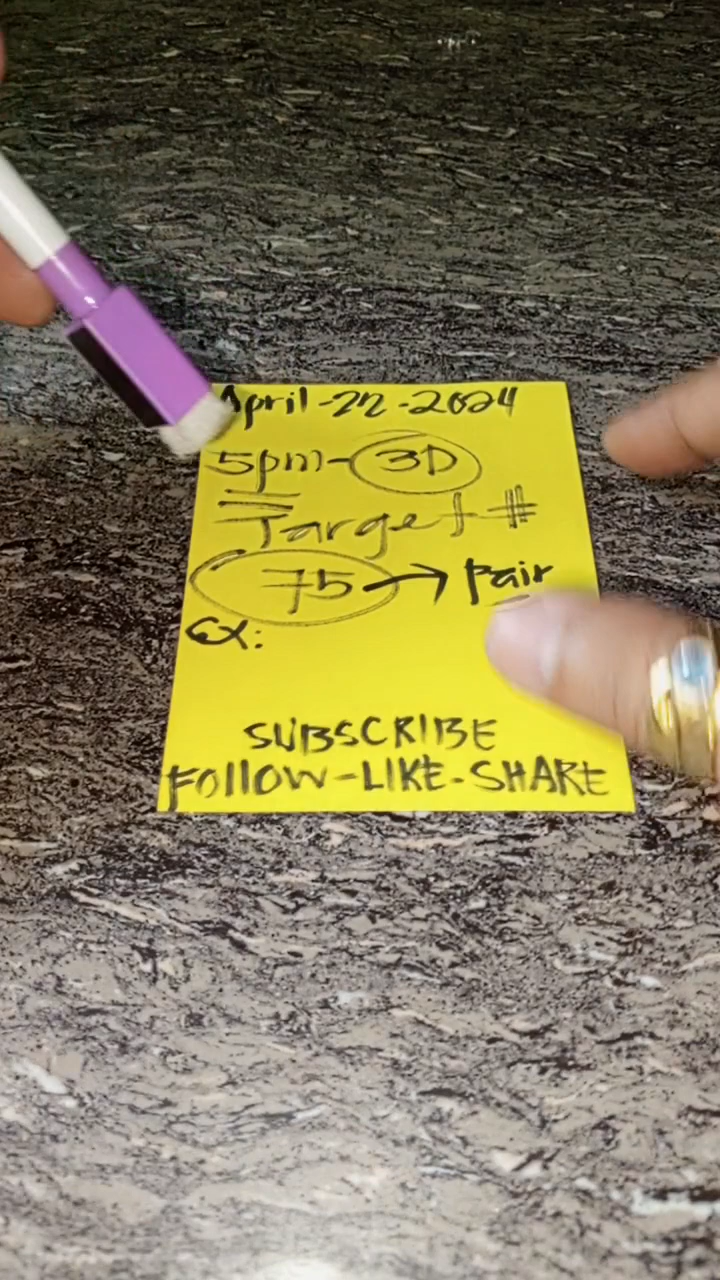 April-22-2024
5pm-3D
Target #
75→Pair
Ex:
SUBSCRIBE
FOLLOW-LIKE-SHARE